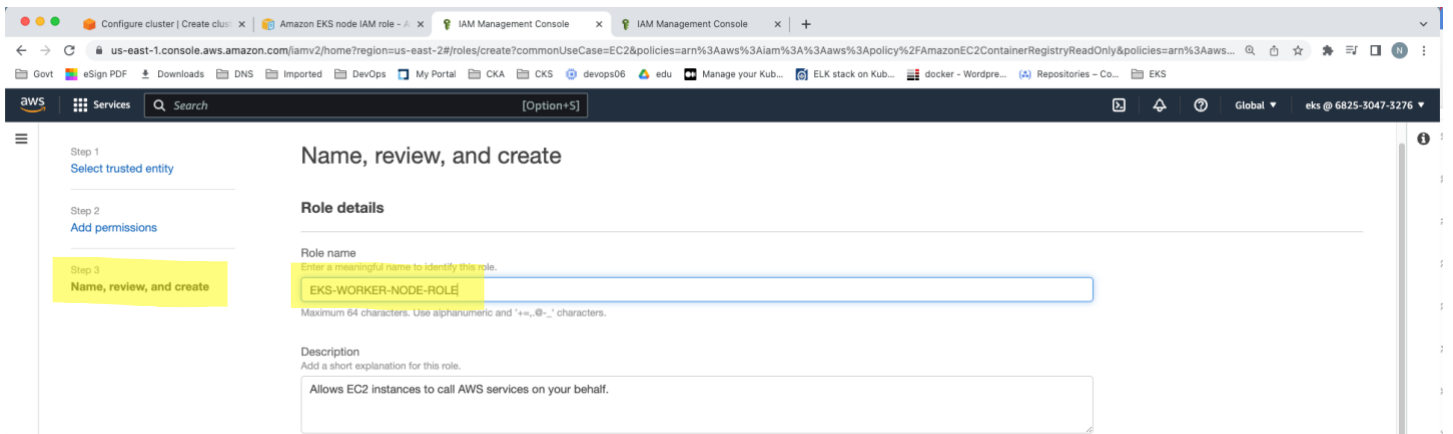 Configure cluster | Create clust
Amazon EKS node IAM role - A
IAM Management Console
IAM Management Console
us-east-1.console.aws.amazon.com/iamv2/home?region=us-east-2#/roles/create?commonUseCase=EC2&policies=arn%3Aaws%3Aiam%3A%3Aaws%3Apolicy%2FAmazonEC2ContainerRegistryReadOnly&policies=arn%3Aaws...
Govt eSign PDF Downloads DNS Imported DevOps My Portal CKA CKS devops06 edu Manage your Kub... ELK stack on Kub... docker - Wordpre... Repositories – Co... EKS
aws Services Search [Option+S] Global eks @ 6825-3047-3276
Step 1
Select trusted entity
Step 2
Add permissions
Step 3
Name, review, and create
Name, review, and create
Role details
Role name
Enter a meaningful name to identify this role.
EKS-WORKER-NODE-ROLE
Maximum 64 characters. Use alphanumeric and '+=,.@-_' characters.
Description
Add a short explanation for this role.
Allows EC2 instances to call AWS services on your behalf.